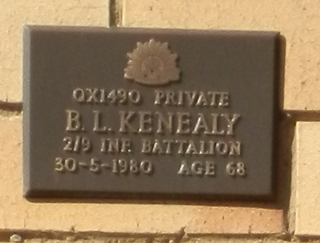 QX1490 PRIVATE
B. L. KENEALY
2/9 INF. BATTALION
30-5-1980 AGE 68